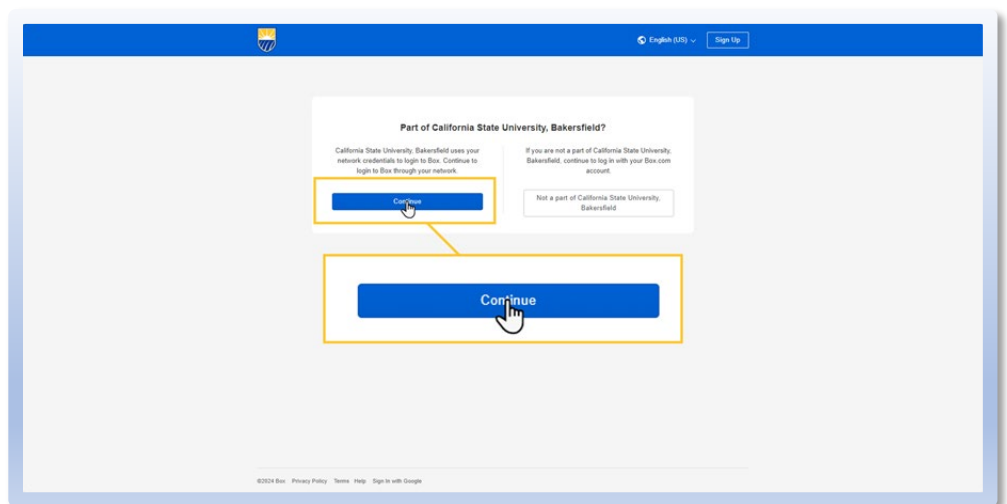 English (US)
Sign Up
Part of California State University, Bakersfield?
California State University, Bakersfield uses your
network credentials to login to Box. Continue to
login to Box through your network.
Continue
If you are not a part of California State University,
Bakersfield, continue to log in with your Box.com
account.
Not a part of California State University,
Bakersfield
Continue
©2024 Box Privacy Policy Terms Help Sign In with Google